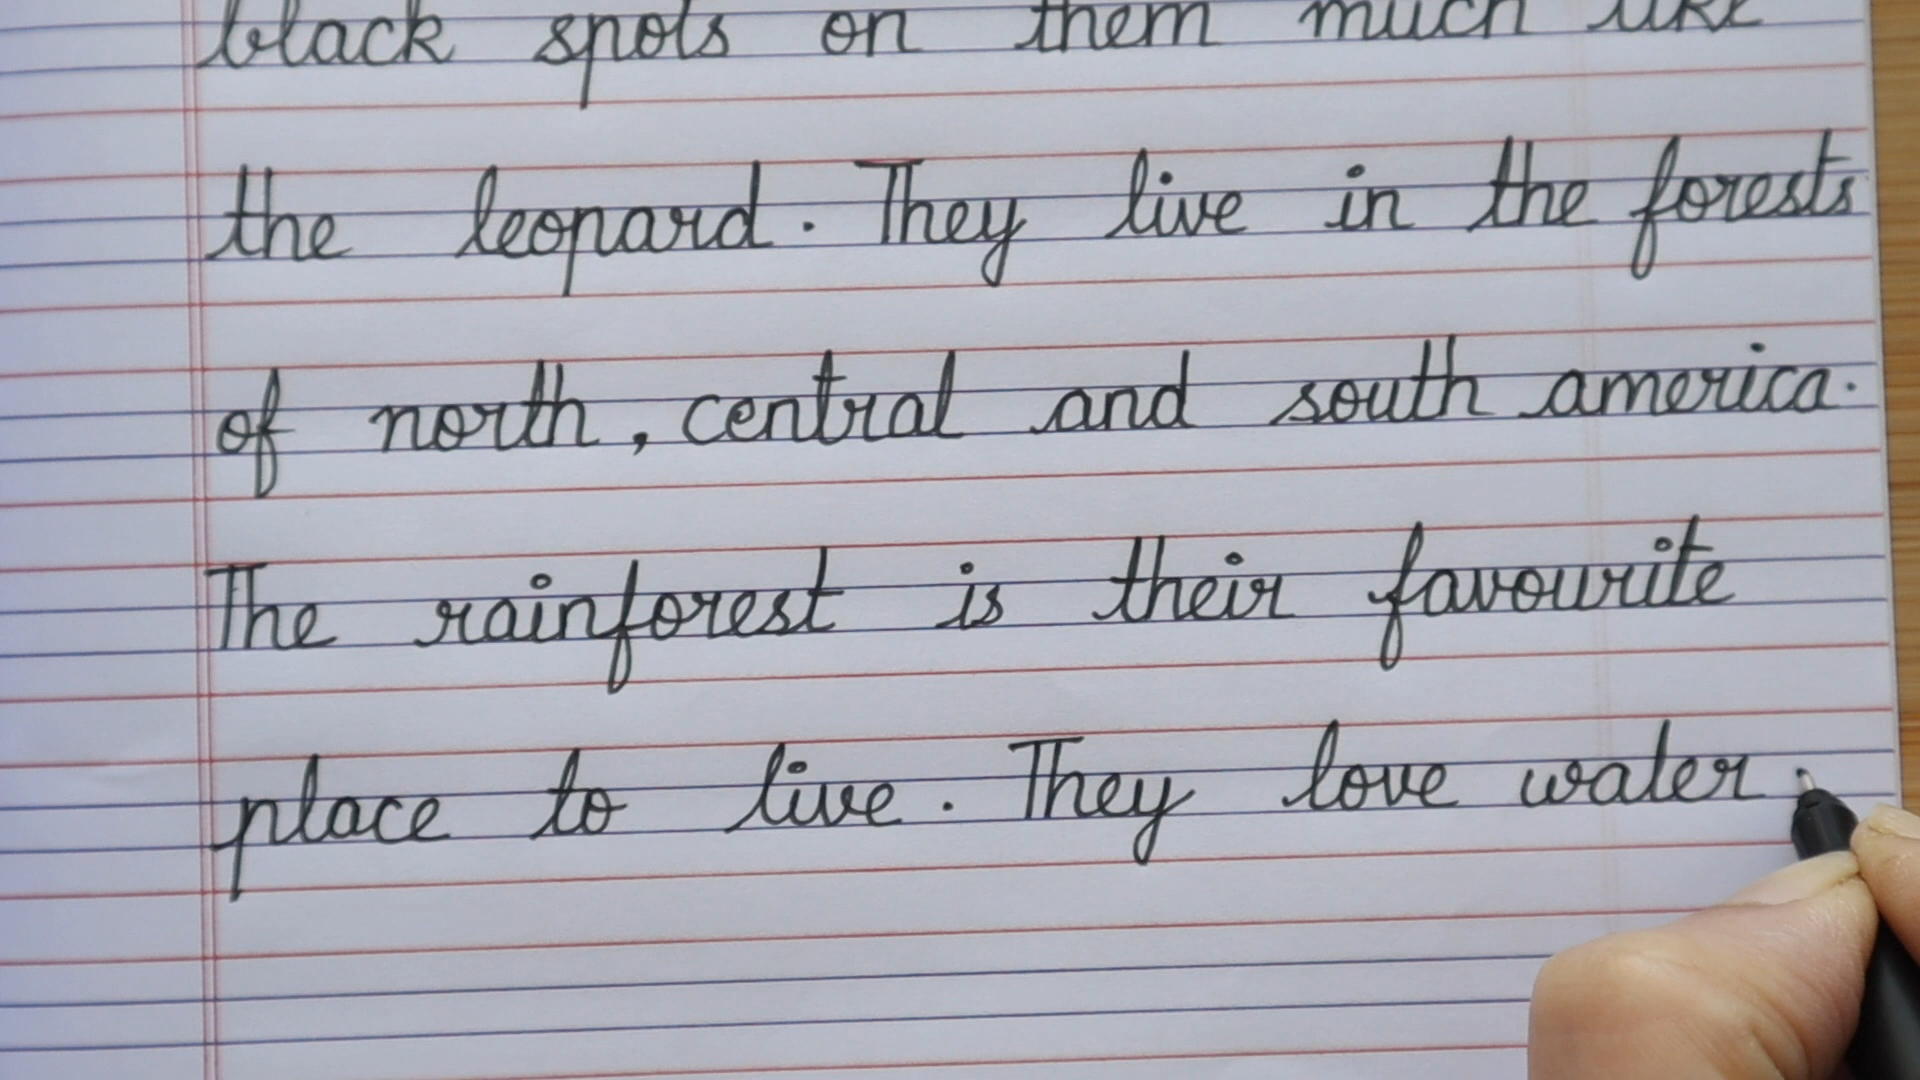 black spots on them much like
the leopard. They live in the forests
of north, central and south america.
The rainforest is their favourite
place to live. They love water.